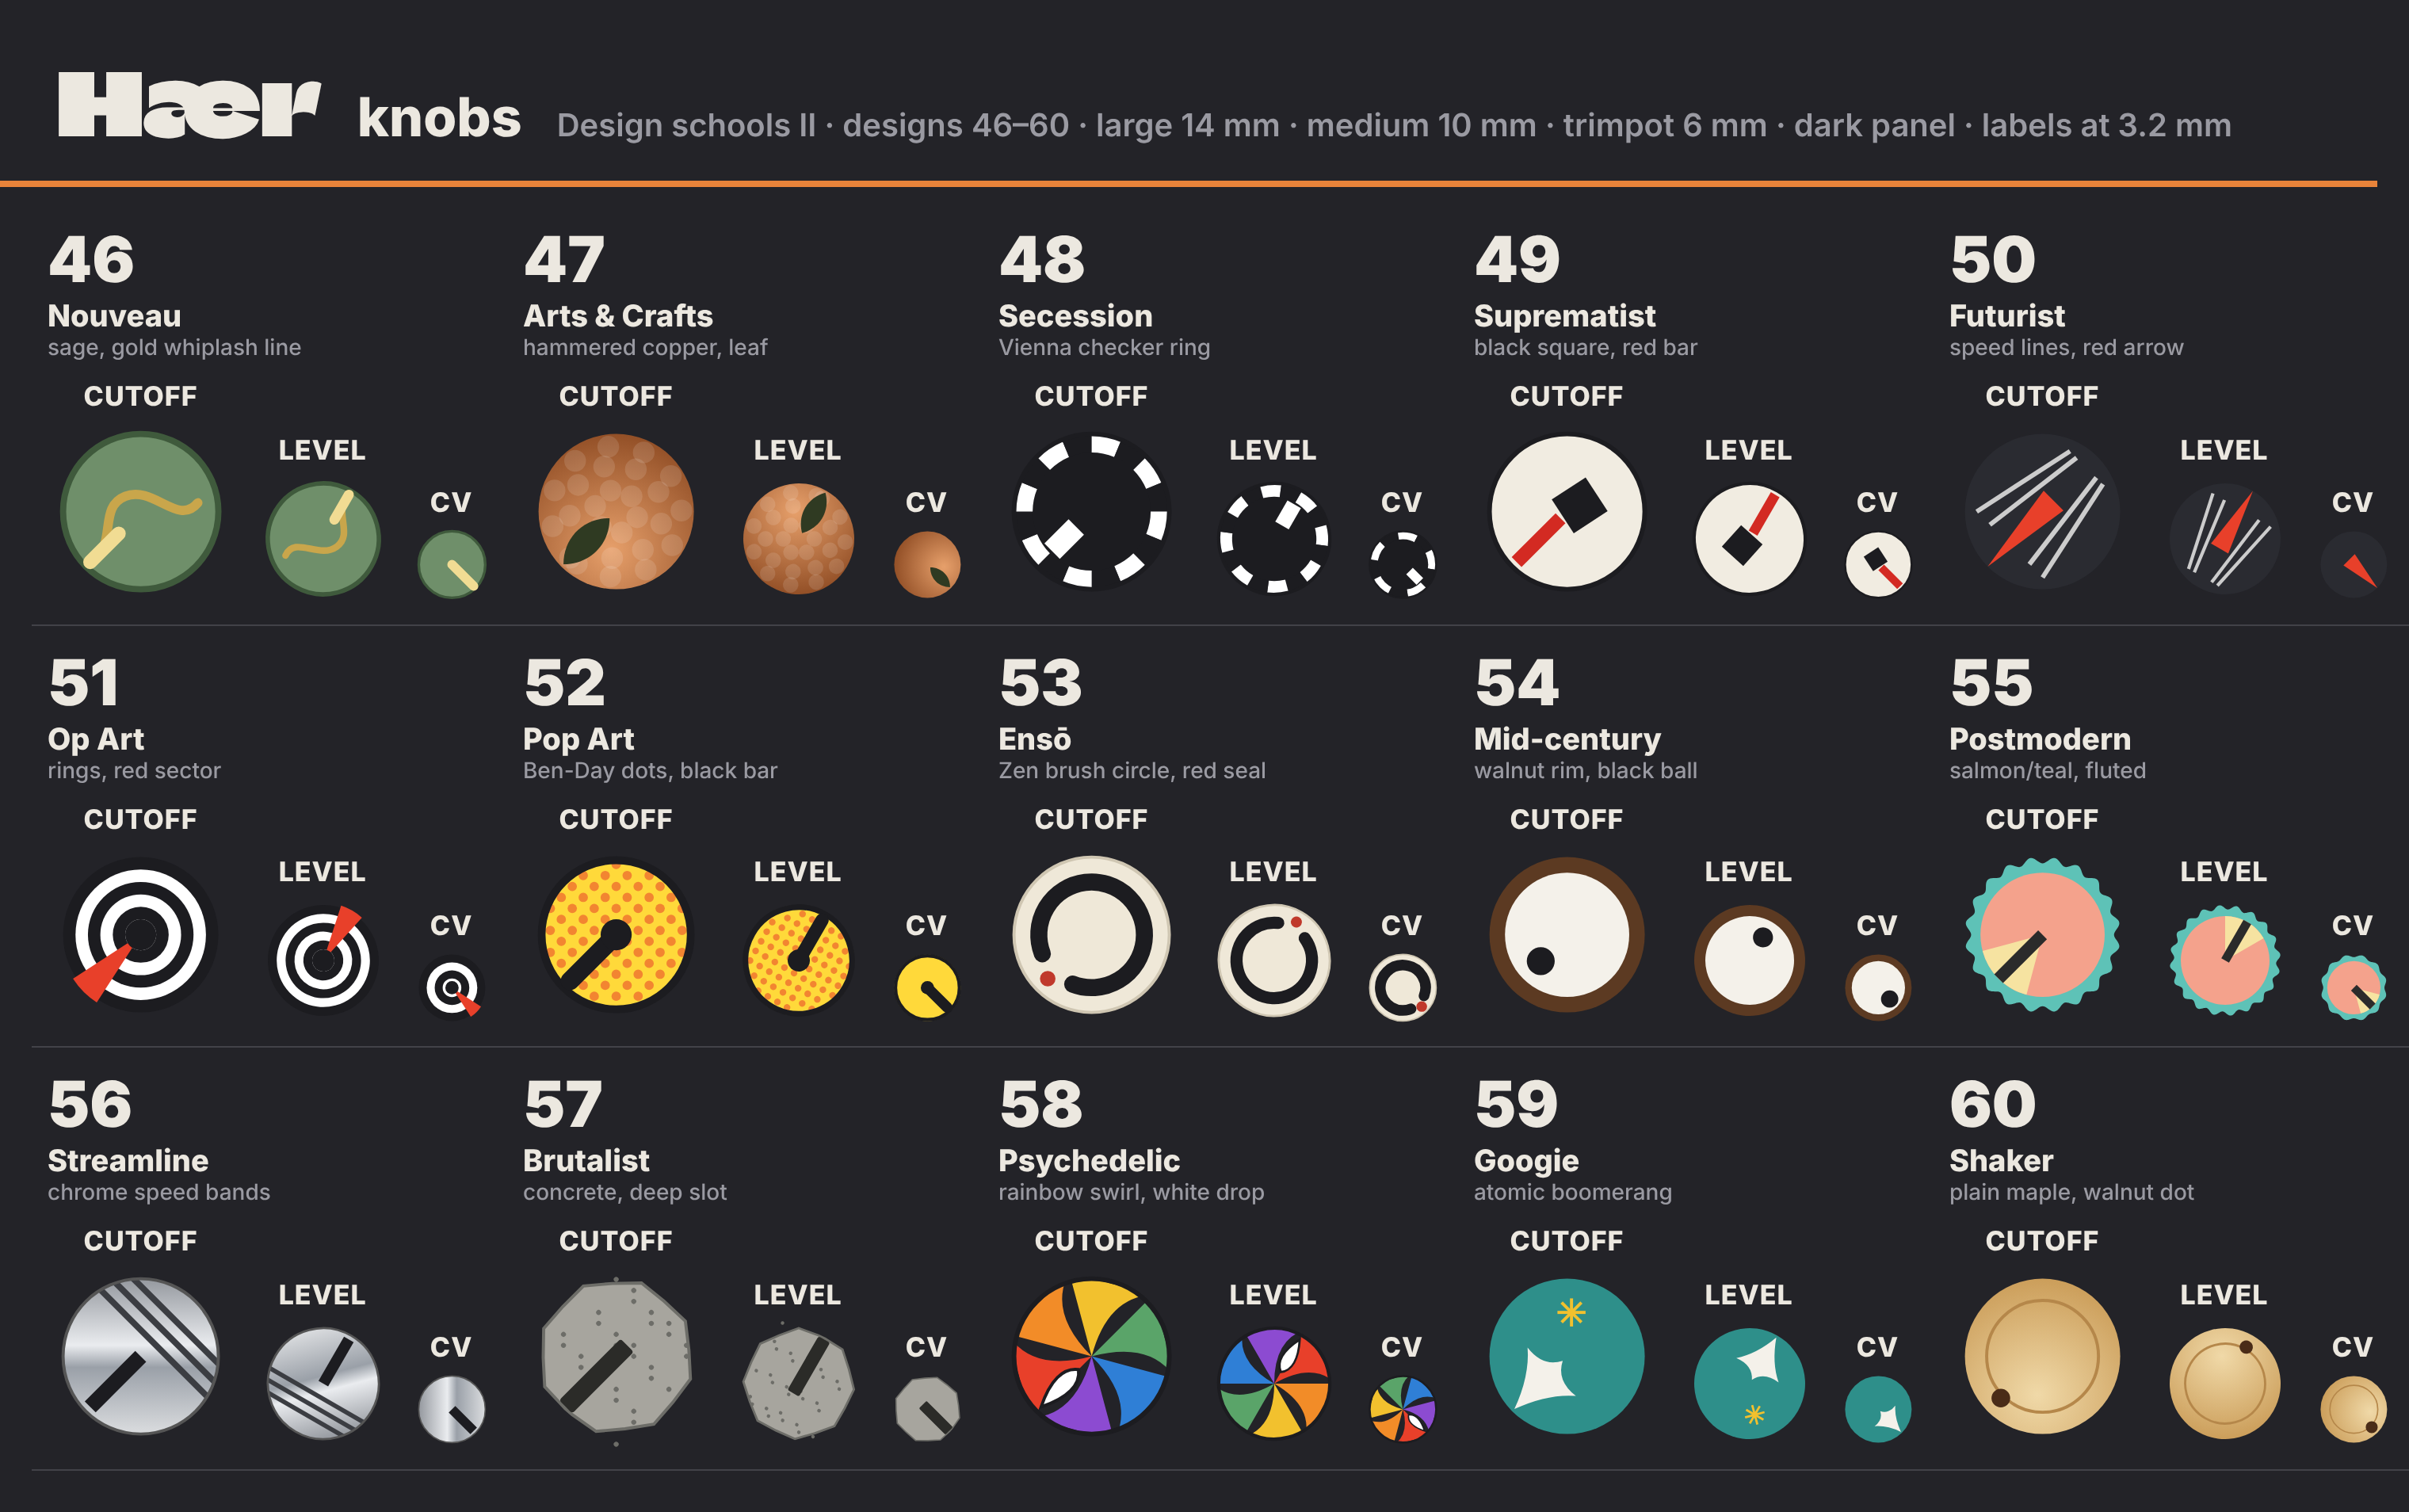 Hær knobs Design schools II · designs 46–60 · large 14 mm · medium 10 mm · trimpot 6 mm · dark panel · labels at 3.2 mm
46
Nouveau
sage, gold whiplash line
CUTOFF
LEVEL
CV
47
Arts & Crafts
hammered copper, leaf
CUTOFF
LEVEL
CV
48
Secession
Vienna checker ring
CUTOFF
LEVEL
CV
49
Suprematist
black square, red bar
CUTOFF
LEVEL
CV
50
Futurist
speed lines, red arrow
CUTOFF
LEVEL
CV
51
Op Art
rings, red sector
CUTOFF
LEVEL
CV
52
Pop Art
Ben-Day dots, black bar
CUTOFF
LEVEL
CV
53
Ensō
Zen brush circle, red seal
CUTOFF
LEVEL
CV
54
Mid-century
walnut rim, black ball
CUTOFF
LEVEL
CV
55
Postmodern
salmon/teal, fluted
CUTOFF
LEVEL
CV
56
Streamline
chrome speed bands
CUTOFF
LEVEL
CV
57
Brutalist
concrete, deep slot
CUTOFF
LEVEL
CV
58
Psychedelic
rainbow swirl, white drop
CUTOFF
LEVEL
CV
59
Googie
atomic boomerang
CUTOFF
LEVEL
CV
60
Shaker
plain maple, walnut dot
CUTOFF
LEVEL
CV